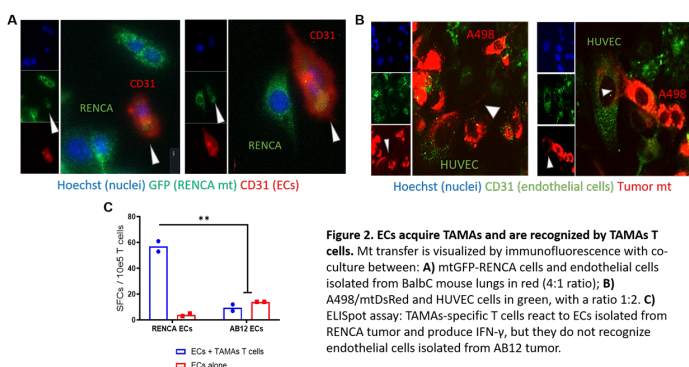 A
CD31
RENCA
CD31
RENCA
Hoechst (nuclei) GFP (RENCA mt) CD31 (ECs)
B
A498
HUVEC
HUVEC
A498
Hoechst (nuclei) CD31 (endothelial cells) Tumor mt
C
**
SFCs / 10e5 T cells
80
60
40
20
0
RENCA ECs AB12 ECs
ECs + TAMAs T cells
ECs alone
Figure 2. ECs acquire TAMAs and are recognized by TAMAs T
cells. Mt transfer is visualized by immunofluorescence with co-
culture between: A) mtGFP-RENCA cells and endothelial cells
isolated from BalbC mouse lungs in red (4:1 ratio); B)
A498/mtDsRed and HUVEC cells in green, with a ratio 1:2. C)
ELISpot assay: TAMAs-specific T cells react to ECs isolated from
RENCA tumor and produce IFN-γ, but they do not recognize
endothelial cells isolated from AB12 tumor.